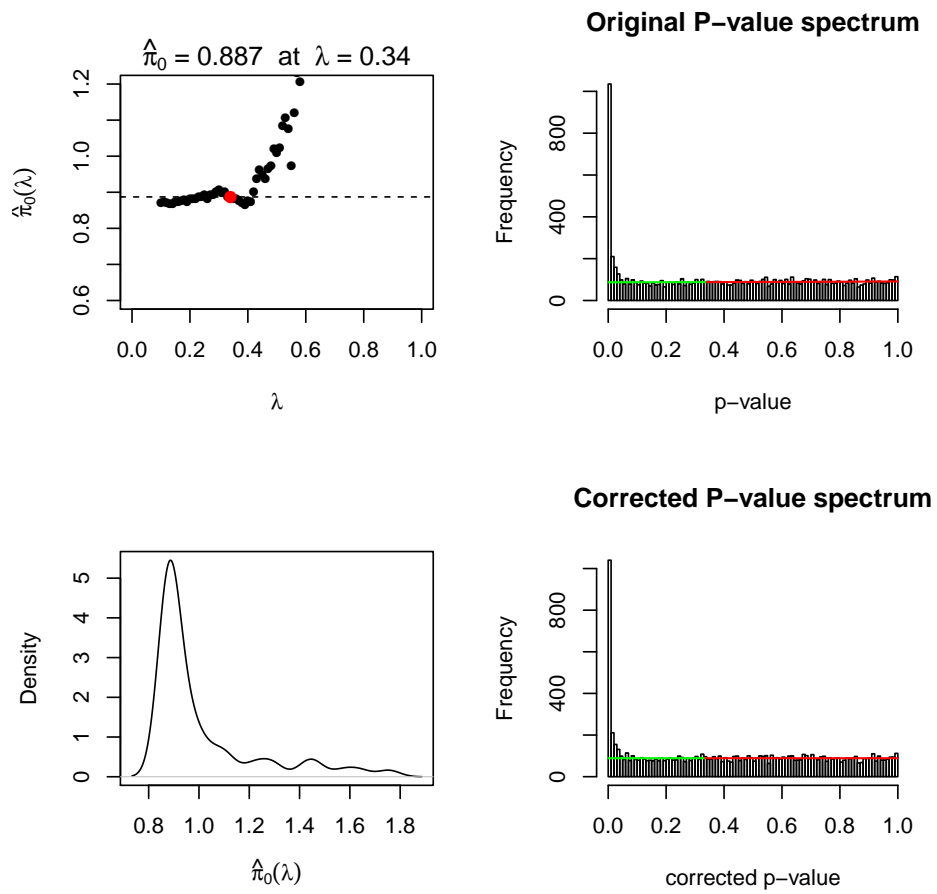 π̂₀ = 0.887 at λ = 0.34
π̂₀(λ)
1.2
1.0
0.8
0.6
0.0 0.2 0.4 0.6 0.8 1.0
λ
Original P−value spectrum
Frequency
800
400
0
0.0 0.2 0.4 0.6 0.8 1.0
p−value
Density
5
4
3
2
1
0
0.8 1.0 1.2 1.4 1.6 1.8
π̂₀(λ)
Corrected P−value spectrum
Frequency
800
400
0
0.0 0.2 0.4 0.6 0.8 1.0
corrected p−value